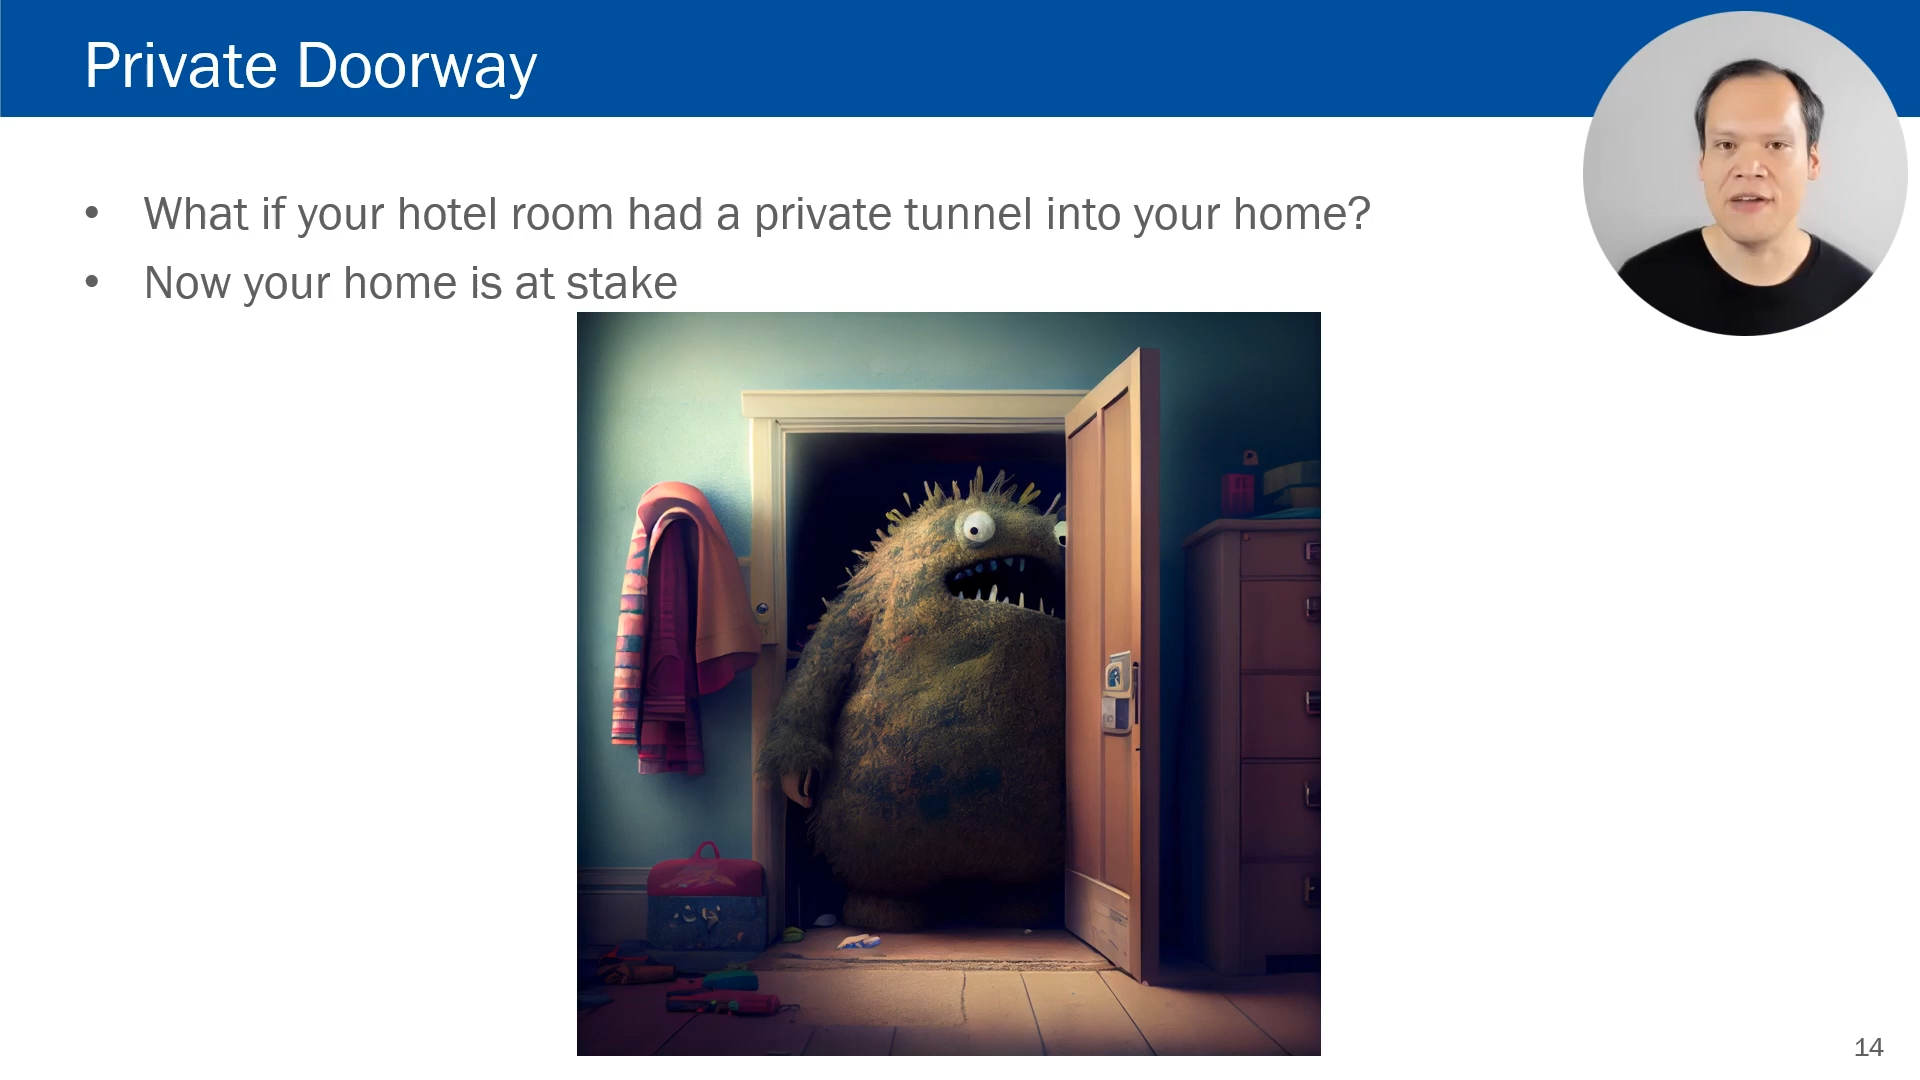 Private Doorway
• What if your hotel room had a private tunnel into your home?
• Now your home is at stake
14